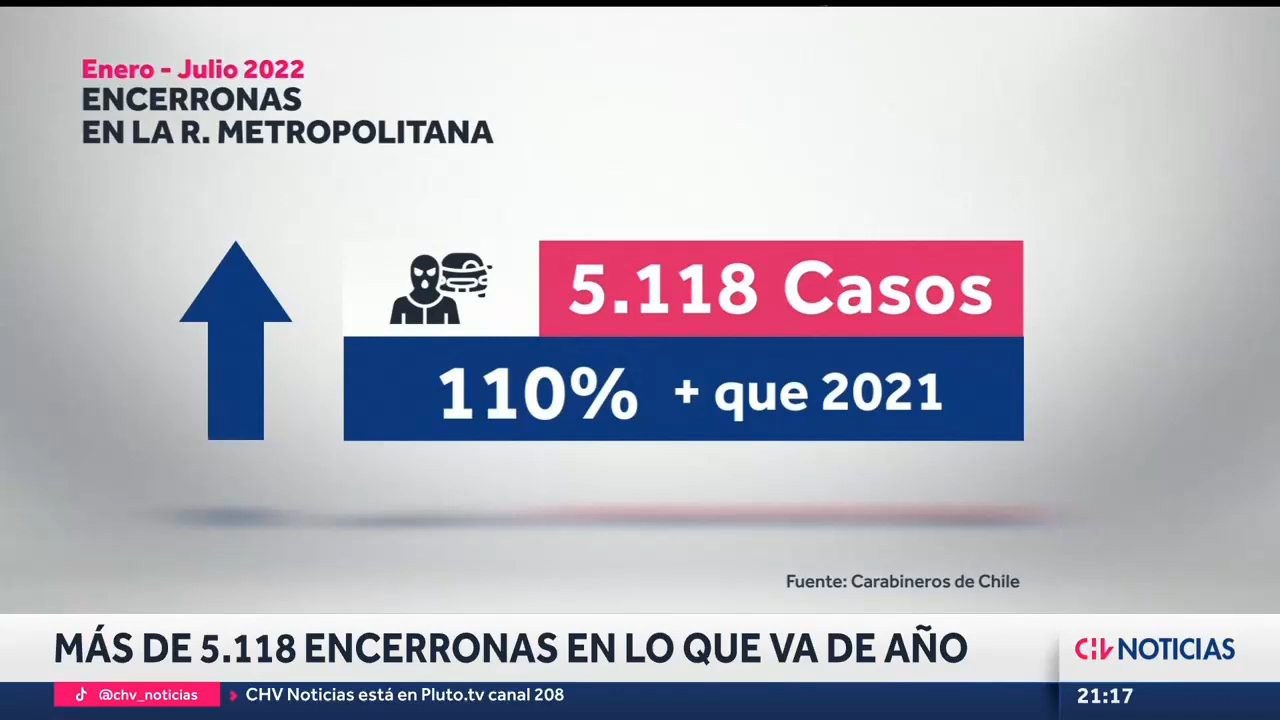 Enero - Julio 2022
ENCERRONAS
EN LA R. METROPOLITANA
5.118 Casos
110% + que 2021
Fuente: Carabineros de Chile
MÁS DE 5.118 ENCERRONAS EN LO QUE VA DE AÑO
CHV NOTICIAS
@chv_noticias
CHV Noticias está en Pluto.tv canal 208
21:17